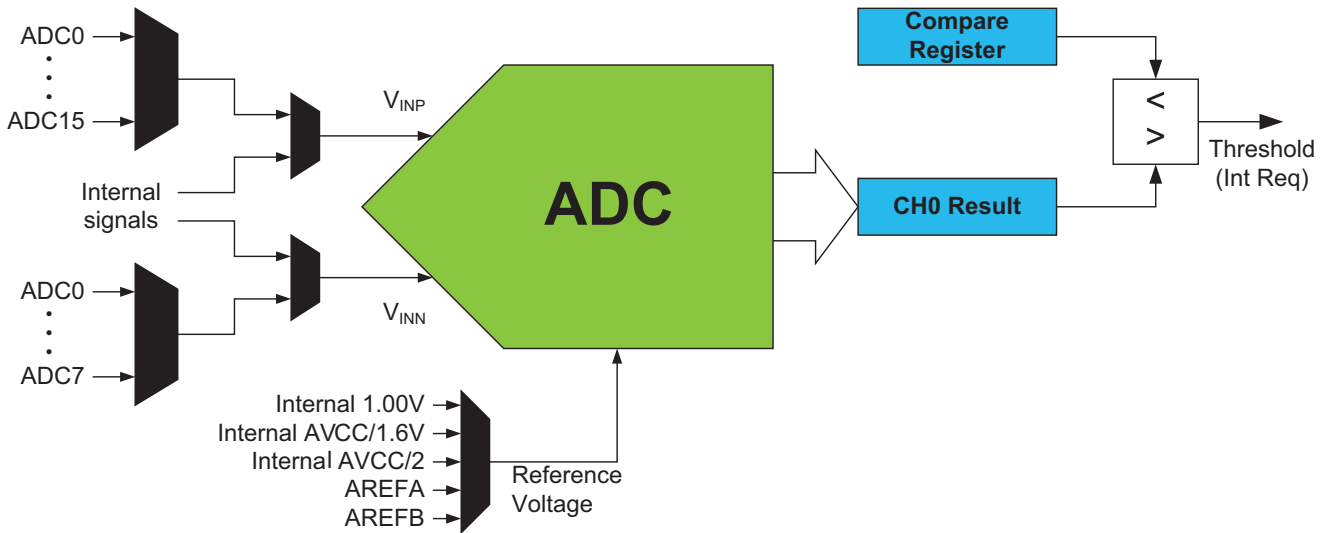 ADC0
ADC15
Internal
signals
ADC0
ADC7
VINP
VINN
ADC
Internal 1.00V
Internal AVCC/1.6V
Internal AVCC/2
AREFA
AREFB
Reference
Voltage
Compare
Register
CH0 Result
<
>
Threshold
(Int Req)